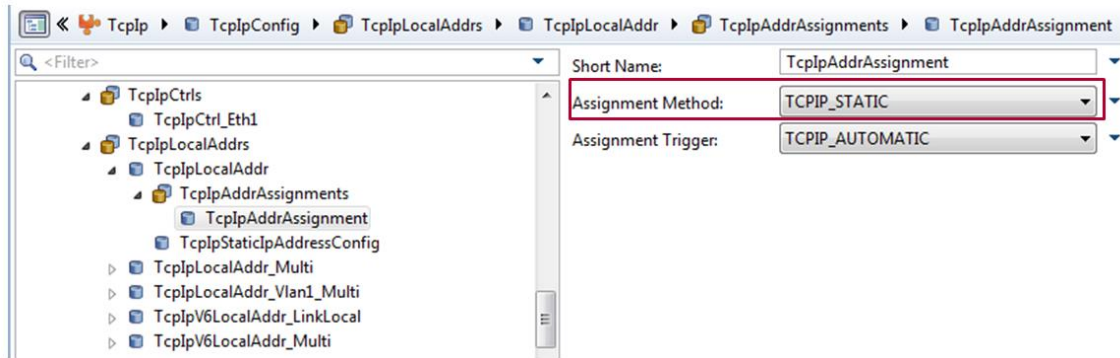 TcpIp TcpIpConfig TcpIpLocalAddrs TcpIpLocalAddr TcpIpAddrAssignments TcpIpAddrAssignment
<Filter>
TcpIpCtrls
TcpIpCtrl_Eth1
TcpIpLocalAddrs
TcpIpLocalAddr
TcpIpAddrAssignments
TcpIpAddrAssignment
TcpIpStaticIpAddressConfig
TcpIpLocalAddr_Multi
TcpIpLocalAddr_Vlan1_Multi
TcpIpV6LocalAddr_LinkLocal
TcpIpV6LocalAddr_Multi
Short Name: TcpIpAddrAssignment
Assignment Method: TCPIP_STATIC
Assignment Trigger: TCPIP_AUTOMATIC